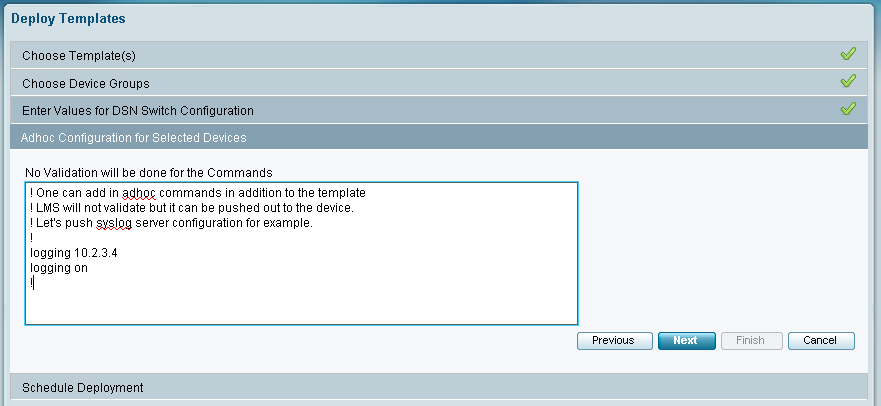 Deploy Templates
Choose Template(s)
Choose Device Groups
Enter Values for DSN Switch Configuration
Adhoc Configuration for Selected Devices
No Validation will be done for the Commands
! One can add in adhoc commands in addition to the template
! LMS will not validate but it can be pushed out to the device.
! Let's push syslog server configuration for example.
!
logging 10.2.3.4
logging on
!
Previous Next Finish Cancel
Schedule Deployment